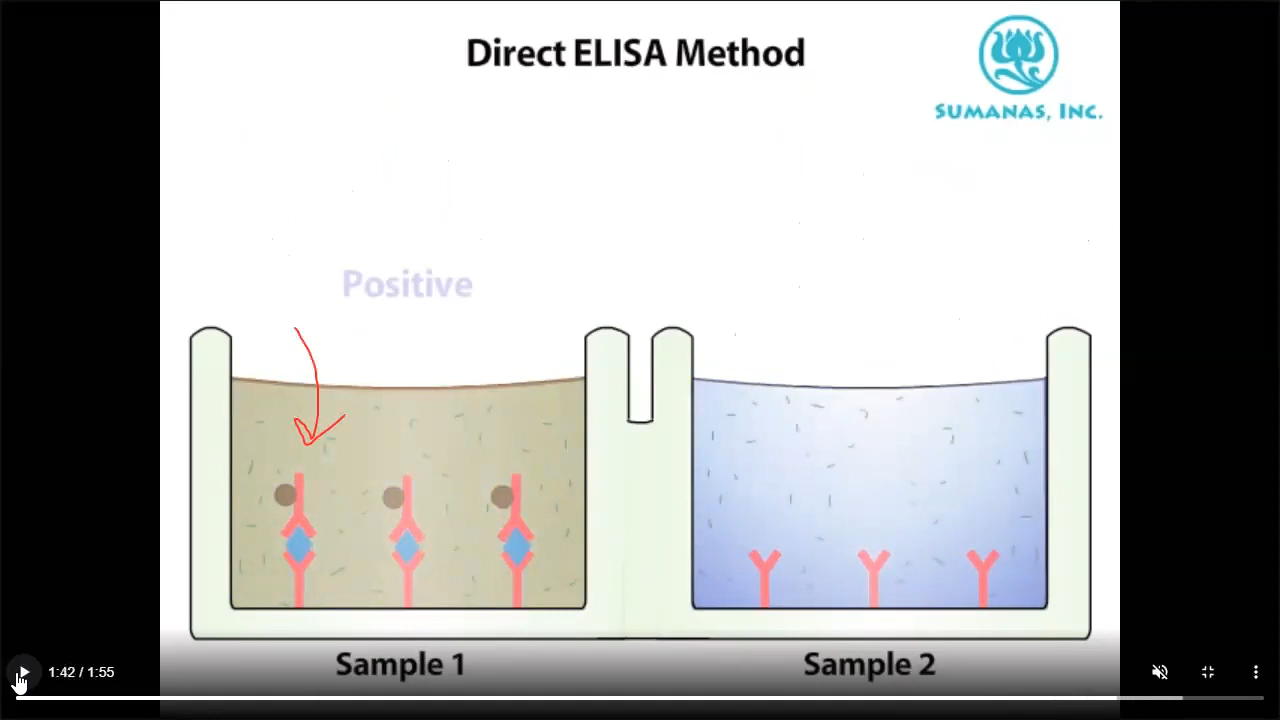 Direct ELISA Method
SUMANAS, INC.
Positive
Sample 1
Sample 2
1:42 / 1:55